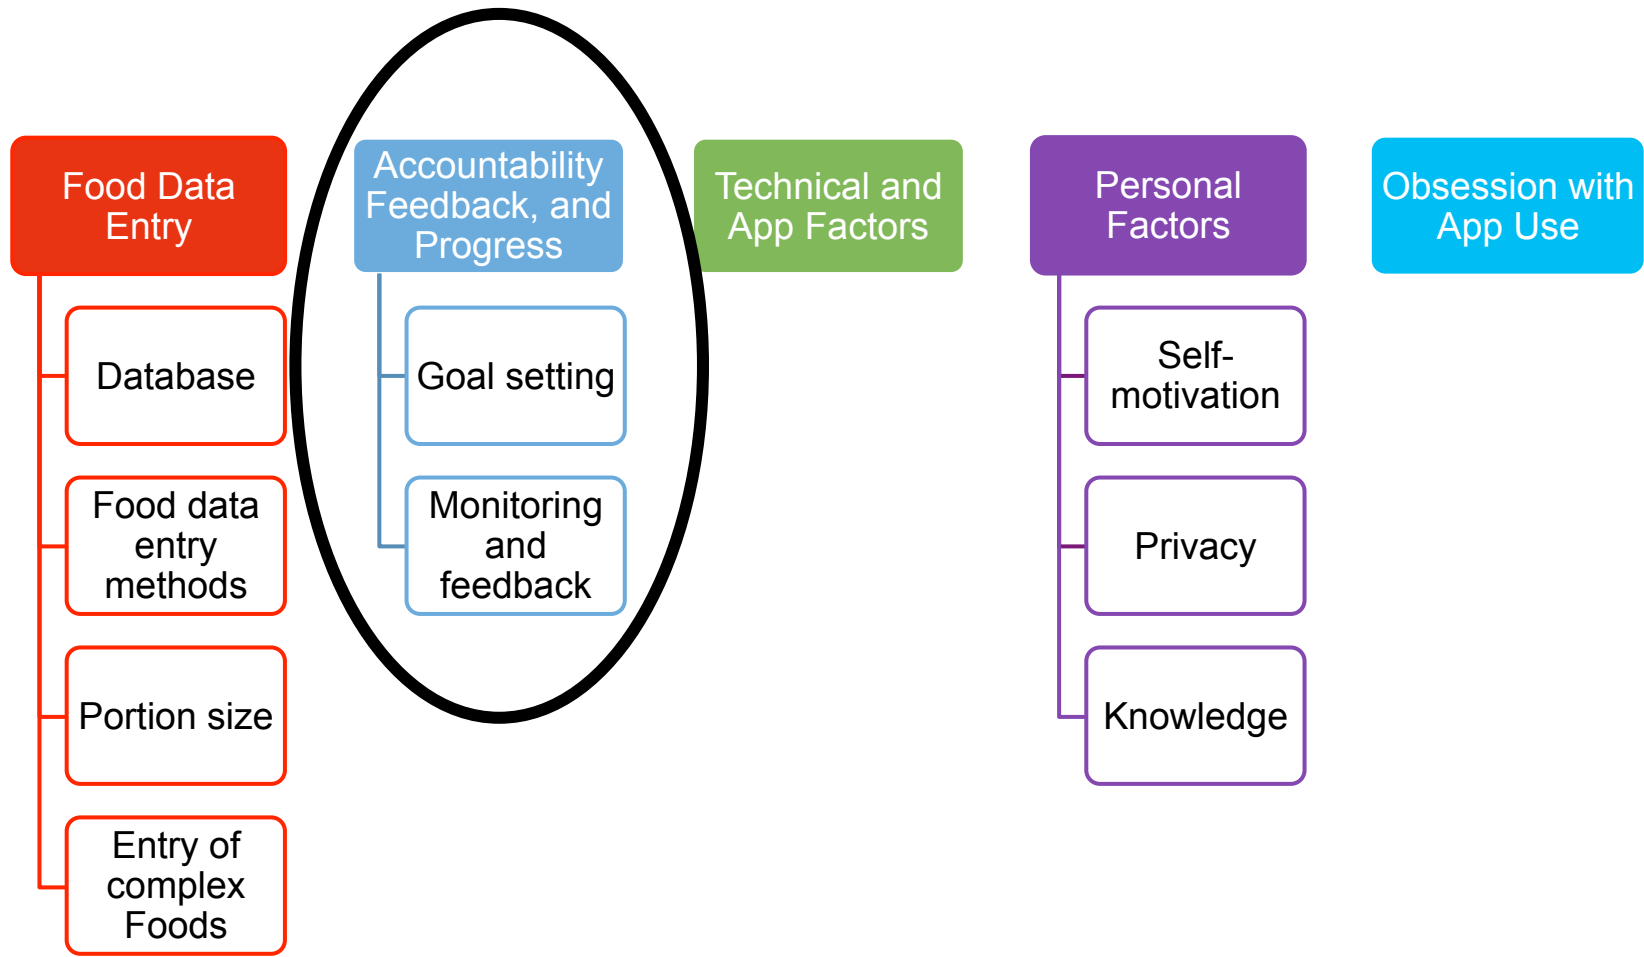 Food Data
Entry
Database
Food data
entry
methods
Portion size
Entry of
complex
Foods
Accountability
Feedback, and
Progress
Goal setting
Monitoring
and
feedback
Technical and
App Factors
Personal
Factors
Self-
motivation
Privacy
Knowledge
Obsession with
App Use